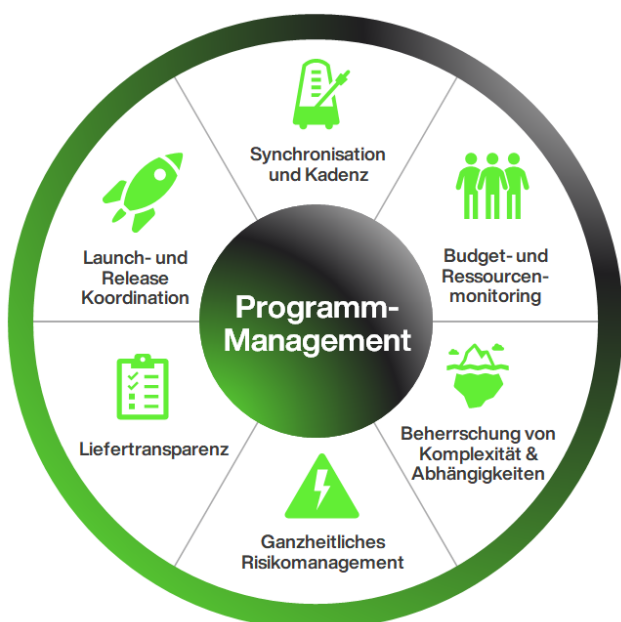 Synchronisation
und Kadenz
Budget- und
Ressourcen-
monitoring
Beherrschung von
Komplexität &
Abhängigkeiten
Ganzheitliches
Risikomanagement
Liefertransparenz
Launch- und
Release
Koordination
Programm-
Management